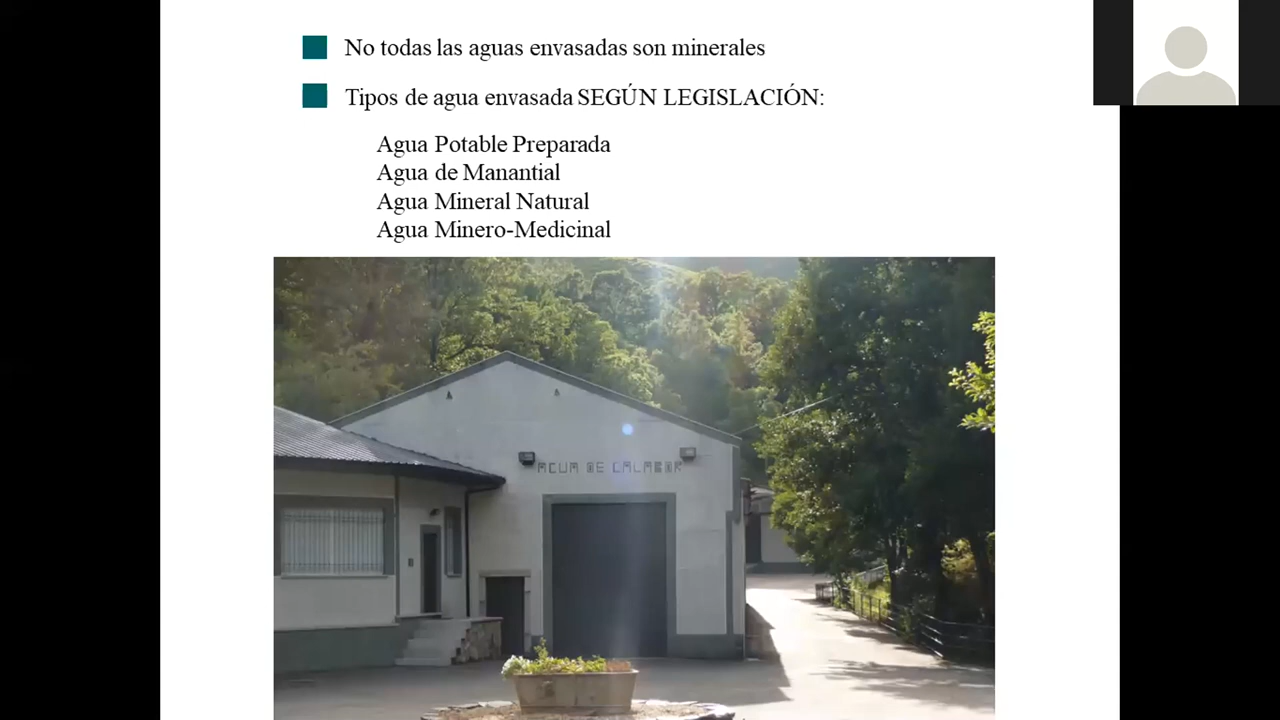 No todas las aguas envasadas son minerales
Tipos de agua envasada SEGÚN LEGISLACIÓN:
Agua Potable Preparada
Agua de Manantial
Agua Mineral Natural
Agua Minero-Medicinal
AGUA DE CALABOR